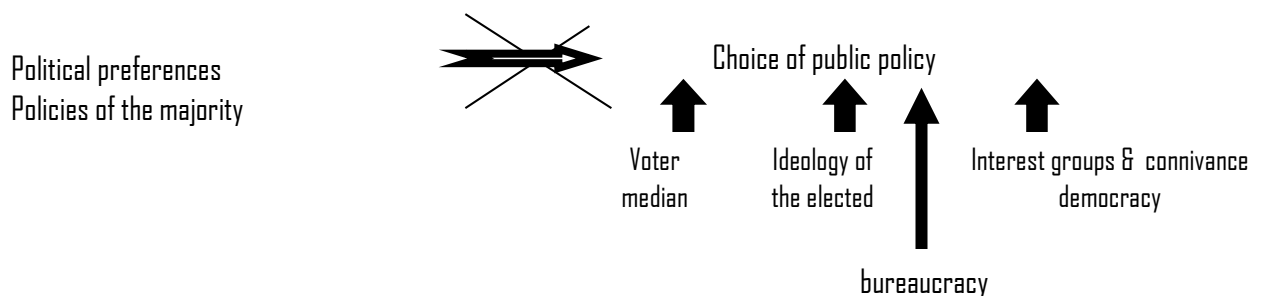 Political preferences
Policies of the majority
Choice of public policy
Voter
median
Ideology of
the elected
Interest groups & connivance
democracy
bureaucracy